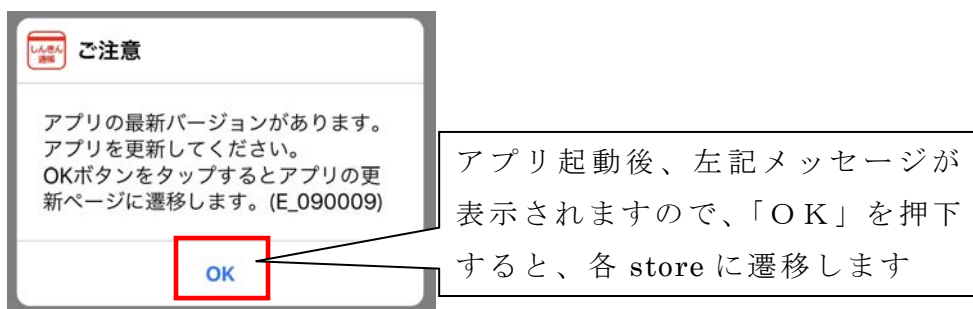 しんきん
通帳
ご注意
アプリの最新バージョンがあります。
アプリを更新してください。
OKボタンをタップするとアプリの更
新ページに遷移します。(E_090009)
OK
アプリ起動後、左記メッセージが
表示されますので、「ＯＫ」を押下
すると、各 store に遷移します